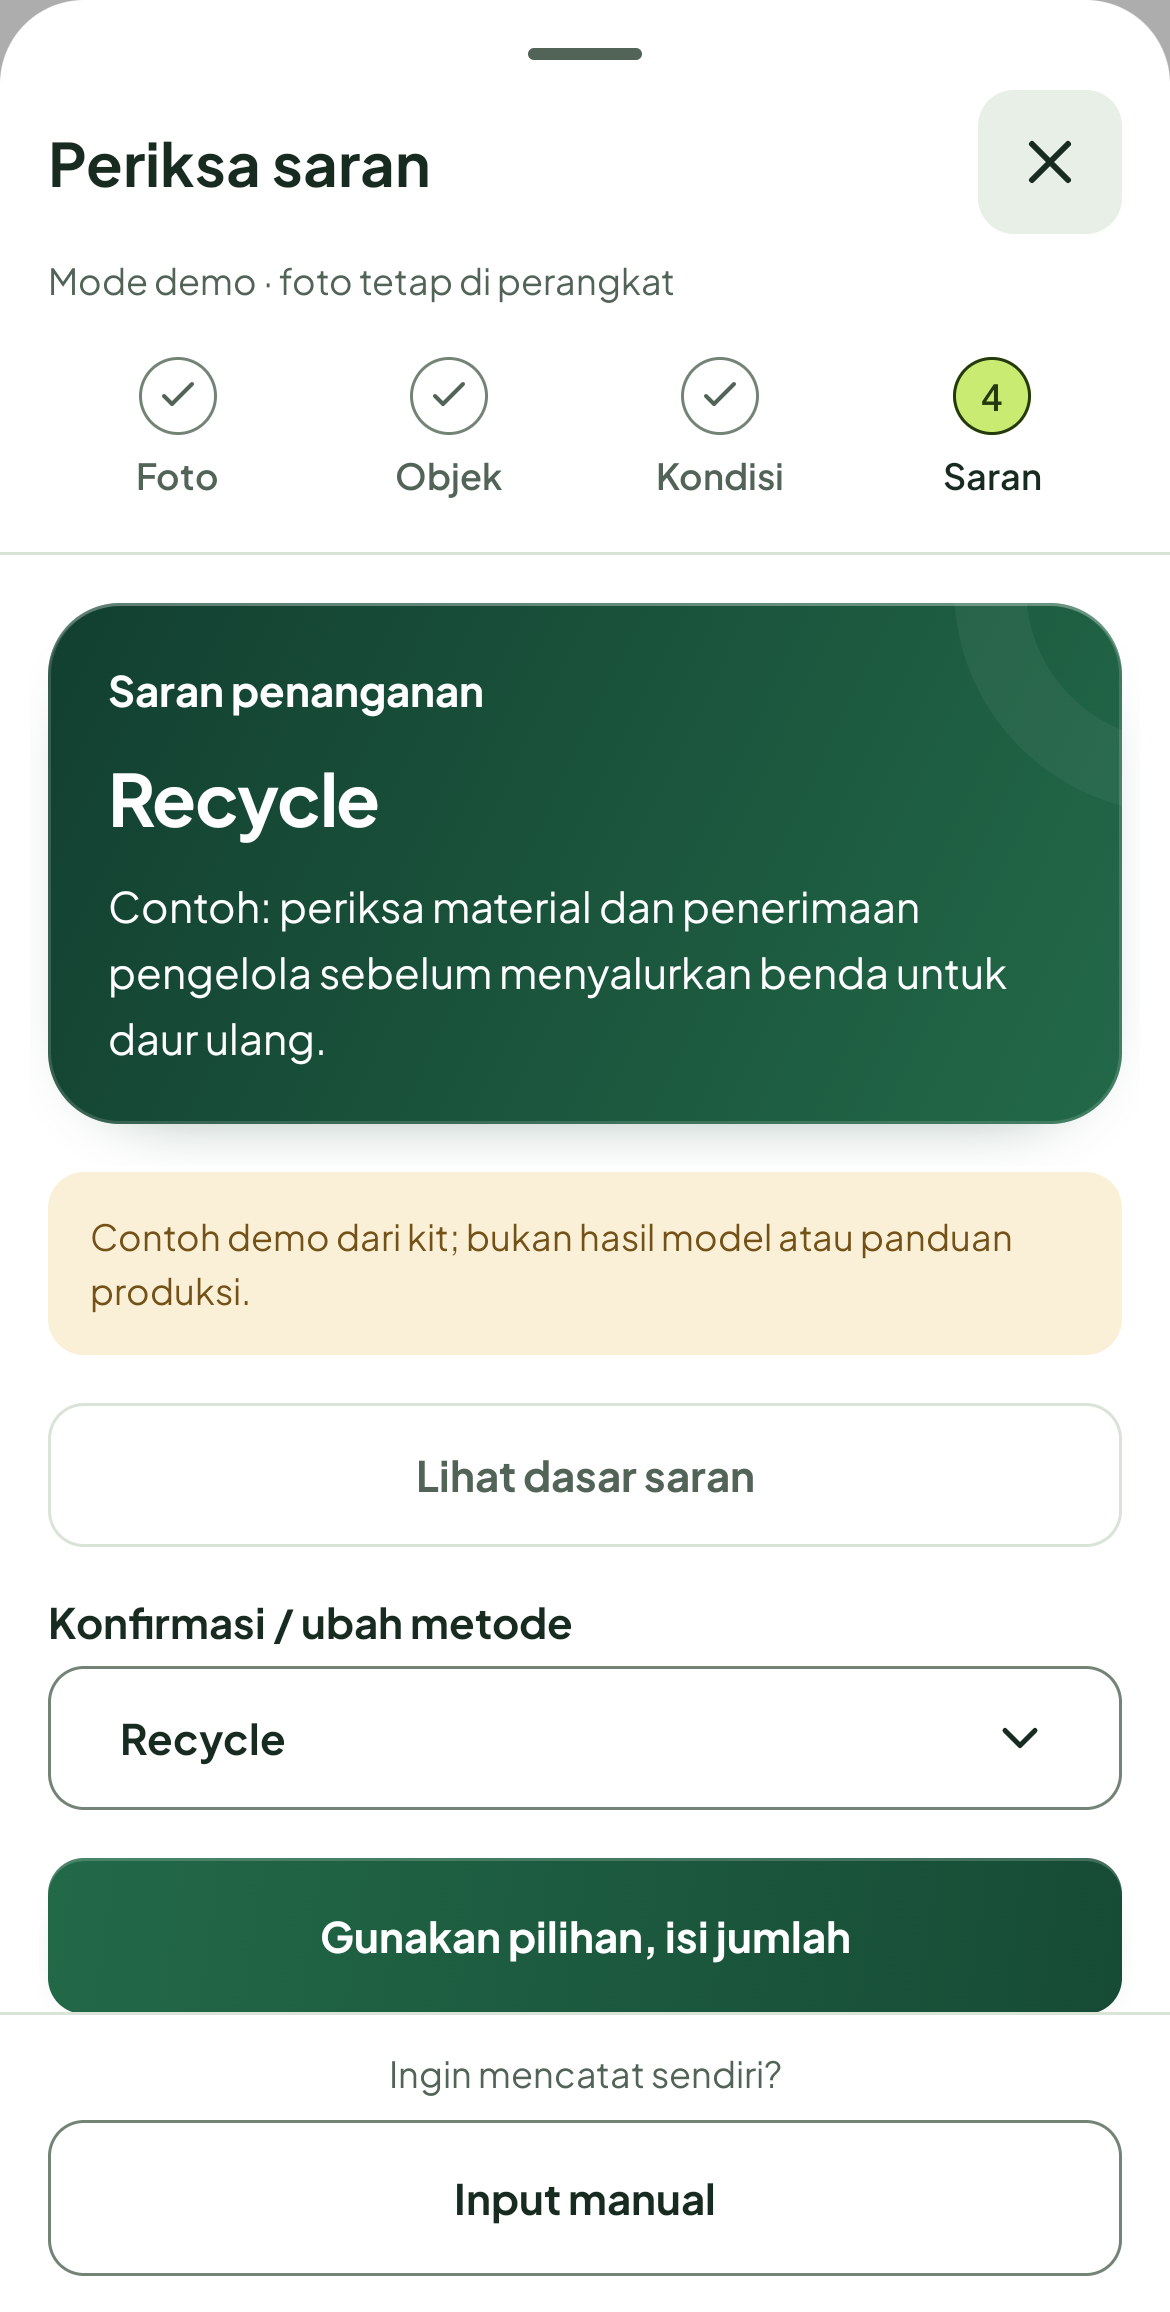 Periksa saran
Mode demo · foto tetap di perangkat
Foto
Objek
Kondisi
4
Saran
Saran penanganan
Recycle
Contoh: periksa material dan penerimaan
pengelola sebelum menyalurkan benda untuk
daur ulang.
Contoh demo dari kit; bukan hasil model atau panduan
produksi.
Lihat dasar saran
Konfirmasi / ubah metode
Recycle
Gunakan pilihan, isi jumlah
Ingin mencatat sendiri?
Input manual